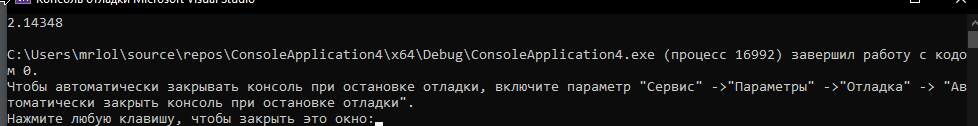 Консоль отладки Microsoft Visual Studio
2.14348
C:\Users\mrlol\source\repos\ConsoleApplication4\x64\Debug\ConsoleApplication4.exe (процесс 16992) завершил работу с кодо
м 0.
Чтобы автоматически закрывать консоль при остановке отладки, включите параметр "Сервис" ->"Параметры" ->"Отладка" -> "Ав
томатически закрыть консоль при остановке отладки".
Нажмите любую клавишу, чтобы закрыть это окно: